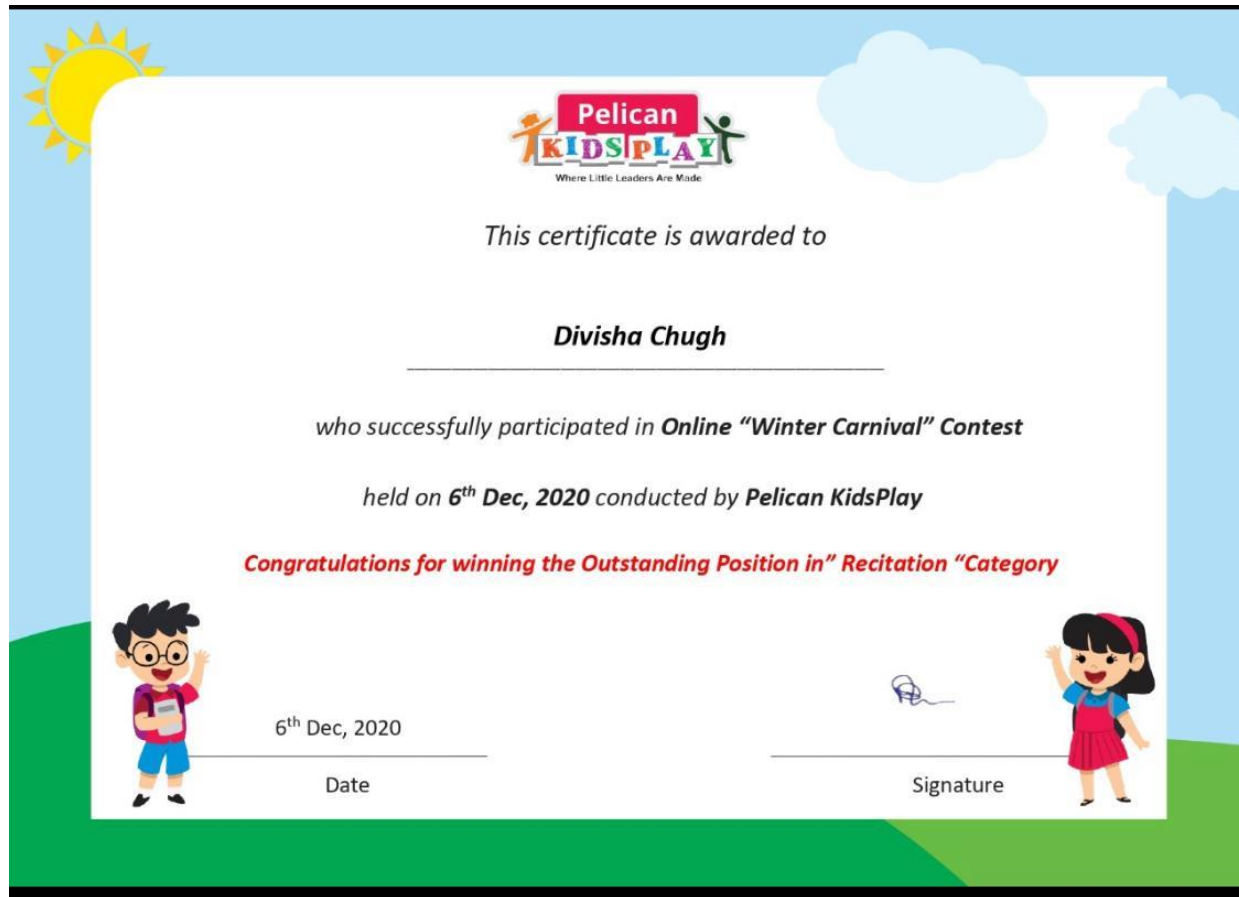 Pelican
KIDSPLAY
Where Little Leaders Are Made
This certificate is awarded to
Divisha Chugh
who successfully participated in Online “Winter Carnival” Contest
held on 6th Dec, 2020 conducted by Pelican KidsPlay
Congratulations for winning the Outstanding Position in” Recitation “Category
6th Dec, 2020
Date
Signature